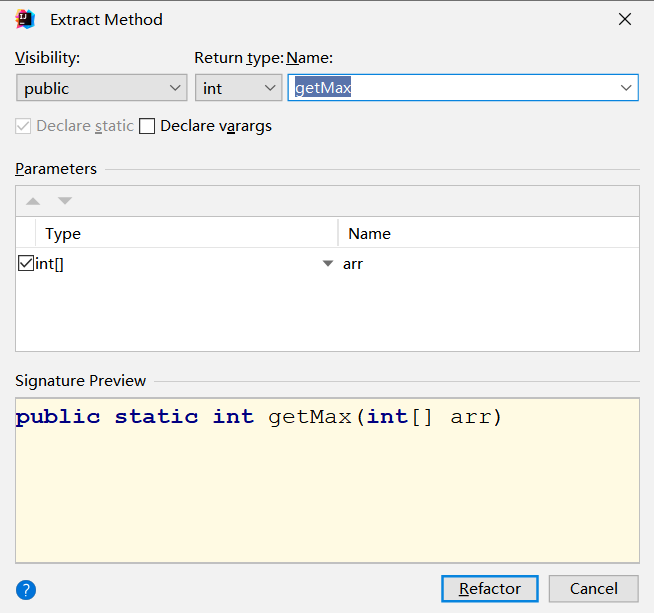 Extract Method
Visibility: Return type: Name:
public int getMax
Declare static Declare varargs
Parameters
Type Name
int[] arr
Signature Preview
public static int getMax(int[] arr)
? Refactor Cancel